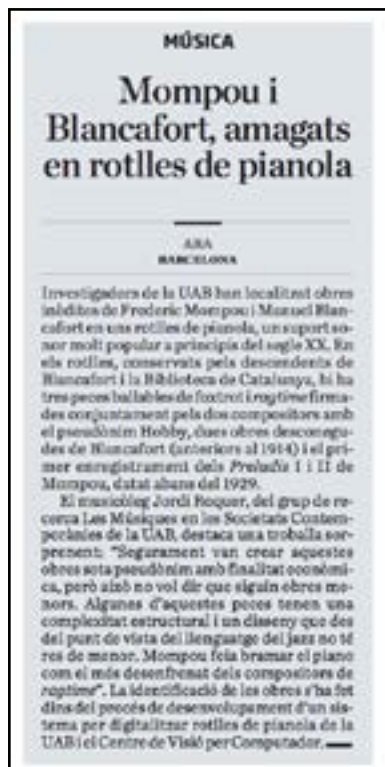 MÚSICA
Mompou i
Blancafort, amagats
en rotlles de pianola
ARA
BARCELONA
Investigadors de la UAB han localitzat obres
inèdites de Frederic Mompou i Manuel Blan-
cafort en uns rotlles de pianola, un suport so-
nor molt popular a principis del segle XX. En
els rotlles, conservats pels descendents de
Blancafort i la Biblioteca de Catalunya, hi ha
tres peces ballables de foxtrot i ragtime firma-
des conjuntament pels dos compositors amb
el pseudònim Hobby, dues obres desconegu-
des de Blancafort (anteriors al 1914) i el pri-
mer enregistrament dels Preludis I i II de
Mompou, datat abans del 1929.
El musicòleg Jordi Roquer, del grup de re-
cerca Les Músiques en les Societats Contem-
porànies de la UAB, destaca una troballa sor-
prenent: "Segurament van crear aquestes
obres sota pseudònim amb finalitat econòmi-
ca, però això no vol dir que siguin obres me-
nors. Algunes d'aquestes peces tenen una
complexitat estructural i un disseny que des
del punt de vista del llenguatge del jazz no té
res de menor. Mompou feia bramar el piano
com el més desenfrenat dels compositors de
ragtime". La identificació de les obres s'ha fet
dins del procés de desenvolupament d'un sis-
tema per digitalitzar rotlles de pianola de la
UAB i el Centre de Visió per Computador.